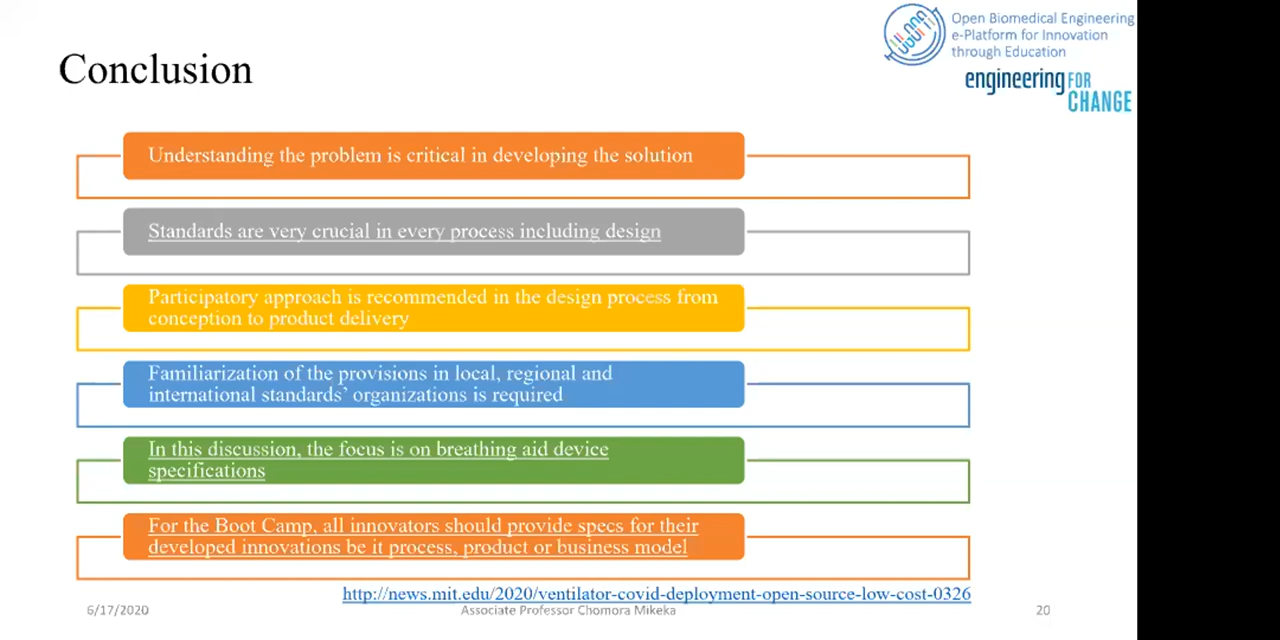 Open Biomedical Engineering
e-Platform for Innovation
through Education
engineering FOR
CHANGE
Conclusion
Understanding the problem is critical in developing the solution
Standards are very crucial in every process including design
Participatory approach is recommended in the design process from
conception to product delivery
Familiarization of the provisions in local, regional and
international standards’ organizations is required
In this discussion, the focus is on breathing aid device
specifications
For the Boot Camp, all innovators should provide specs for their
developed innovations be it process, product or business model
http://news.mit.edu/2020/ventilator-covid-deployment-open-source-low-cost-0326
6/17/2020 Associate Professor Chomora Mikeka 20